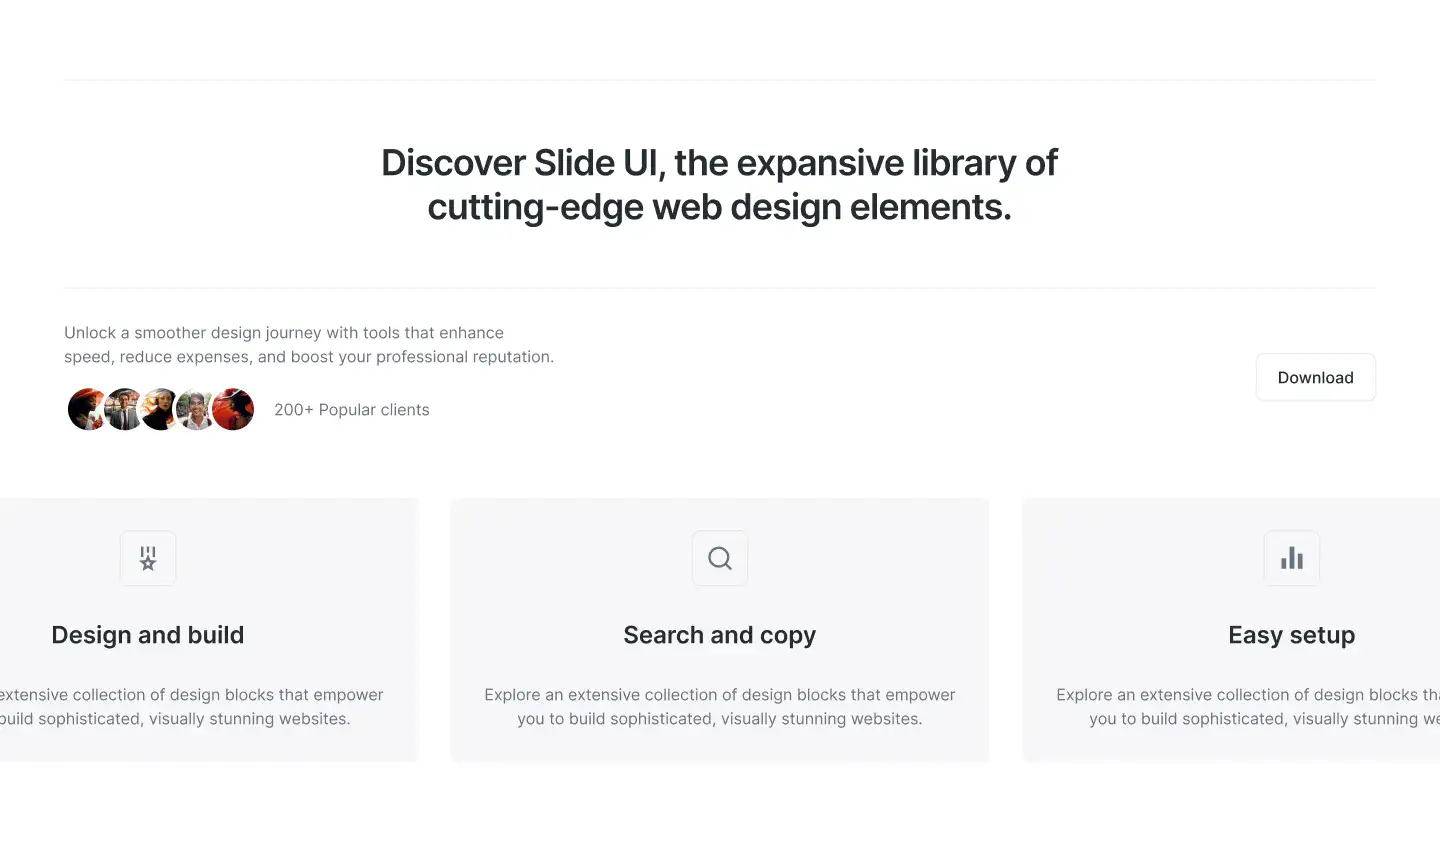 Discover Slide UI, the expansive library of
cutting-edge web design elements.
Unlock a smoother design journey with tools that enhance
speed, reduce expenses, and boost your professional reputation.
200+ Popular clients
Download
Design and build
extensive collection of design blocks that empower
build sophisticated, visually stunning websites.
Search and copy
Explore an extensive collection of design blocks that empower
you to build sophisticated, visually stunning websites.
Easy setup
Explore an extensive collection of design blocks
you to build sophisticated, visually stunning